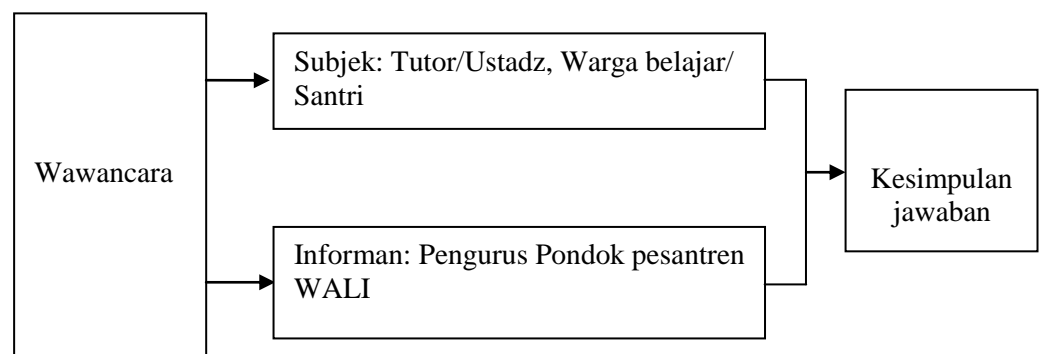 Wawancara
Subjek: Tutor/Ustadz, Warga belajar/
Santri
Informan: Pengurus Pondok pesantren
WALI
Kesimpulan
jawaban